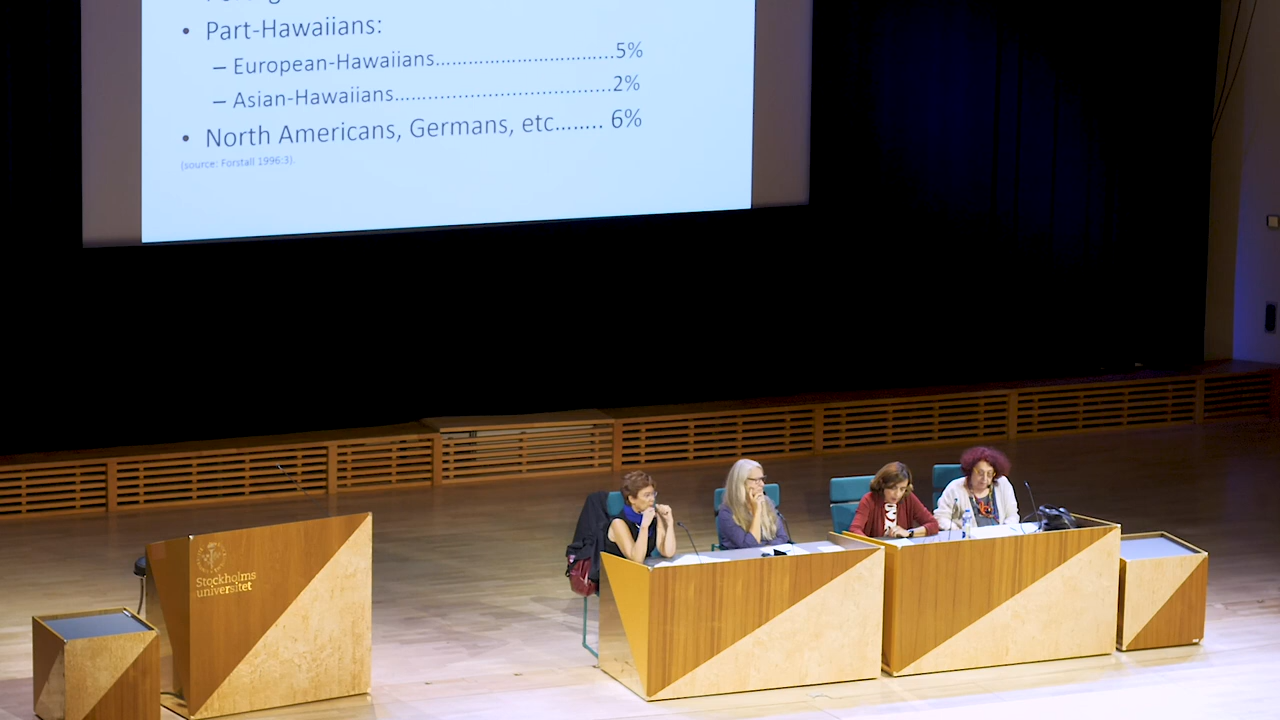 • Part-Hawaiians:
– European-Hawaiians……………………………...5%
– Asian-Hawaiians……..................................2%
• North Americans, Germans, etc…….. 6%
(source: Forstall 1996:3).
Stockholms
universitet